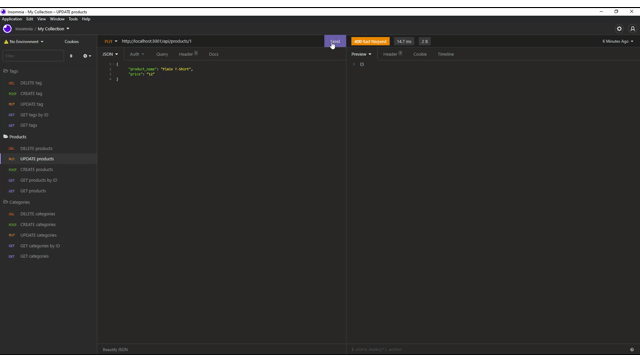 Insomnia – My Collection – UPDATE products
Application Edit View Window Tools Help
Insomnia / My Collection
No Environment Cookies
PUT http://localhost:3001/api/products/1 Send
400 Bad Request 14.7 ms 2 B 6 Minutes Ago
Filter
JSON Auth Query Header Docs
Preview Header Cookie Timeline
1 {
2 "product_name": "Plain T-Shirt",
3
4 }
1 {}
Tags
DEL DELETE tag
POST CREATE tag
PUT UPDATE tag
GET GET tags by ID
GET GET tags
Products
DEL DELETE products
PUT UPDATE products
POST CREATE products
GET GET products by ID
GET GET products
Categories
DEL DELETE categories
POST CREATE categories
PUT UPDATE categories
GET GET categories by ID
GET GET categories
Beautify JSON